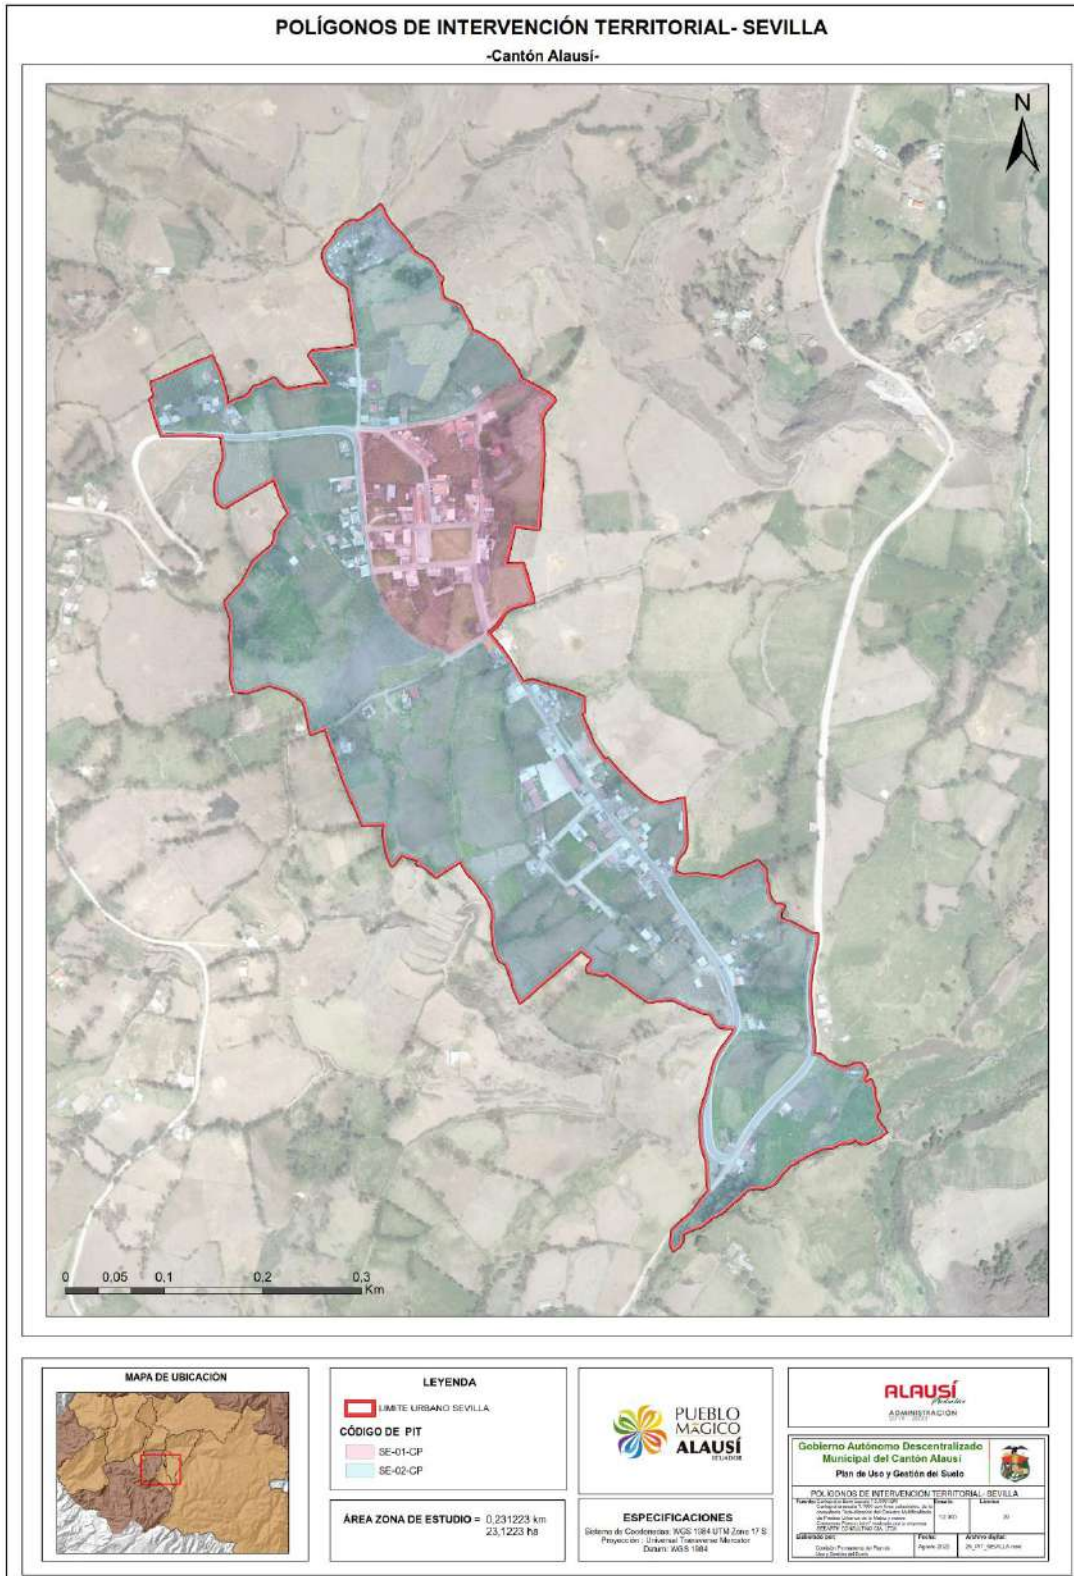 POLÍGONOS DE INTERVENCIÓN TERRITORIAL- SEVILLA
-Cantón Alausí-
N
0 0,05 0,1 0,2 0,3
Km
MAPA DE UBICACIÓN
LEYENDA
LIMITE URBANO SEVILLA
CÓDIGO DE PIT
SE-01-CP
SE-02-CP
ÁREA ZONA DE ESTUDIO = 0,231223 km
23,1223 ha
PUEBLO
MÁGICO
ALAUSÍ
ECUADOR
ESPECIFICACIONES
Sistema de Coordenadas: WGS 1984 UTM Zona 17 S
Proyección : Universal Transverse Mercator
Datum: WGS 1984
ALAUSÍ
ADMINISTRACIÓN
Gobierno Autónomo Descentralizado
Municipal del Cantón Alausí
Plan de Uso y Gestión del Suelo
POLÍGONOS DE INTERVENCIÓN TERRITORIAL- SEVILLA
Fecha:
Archivo digital: